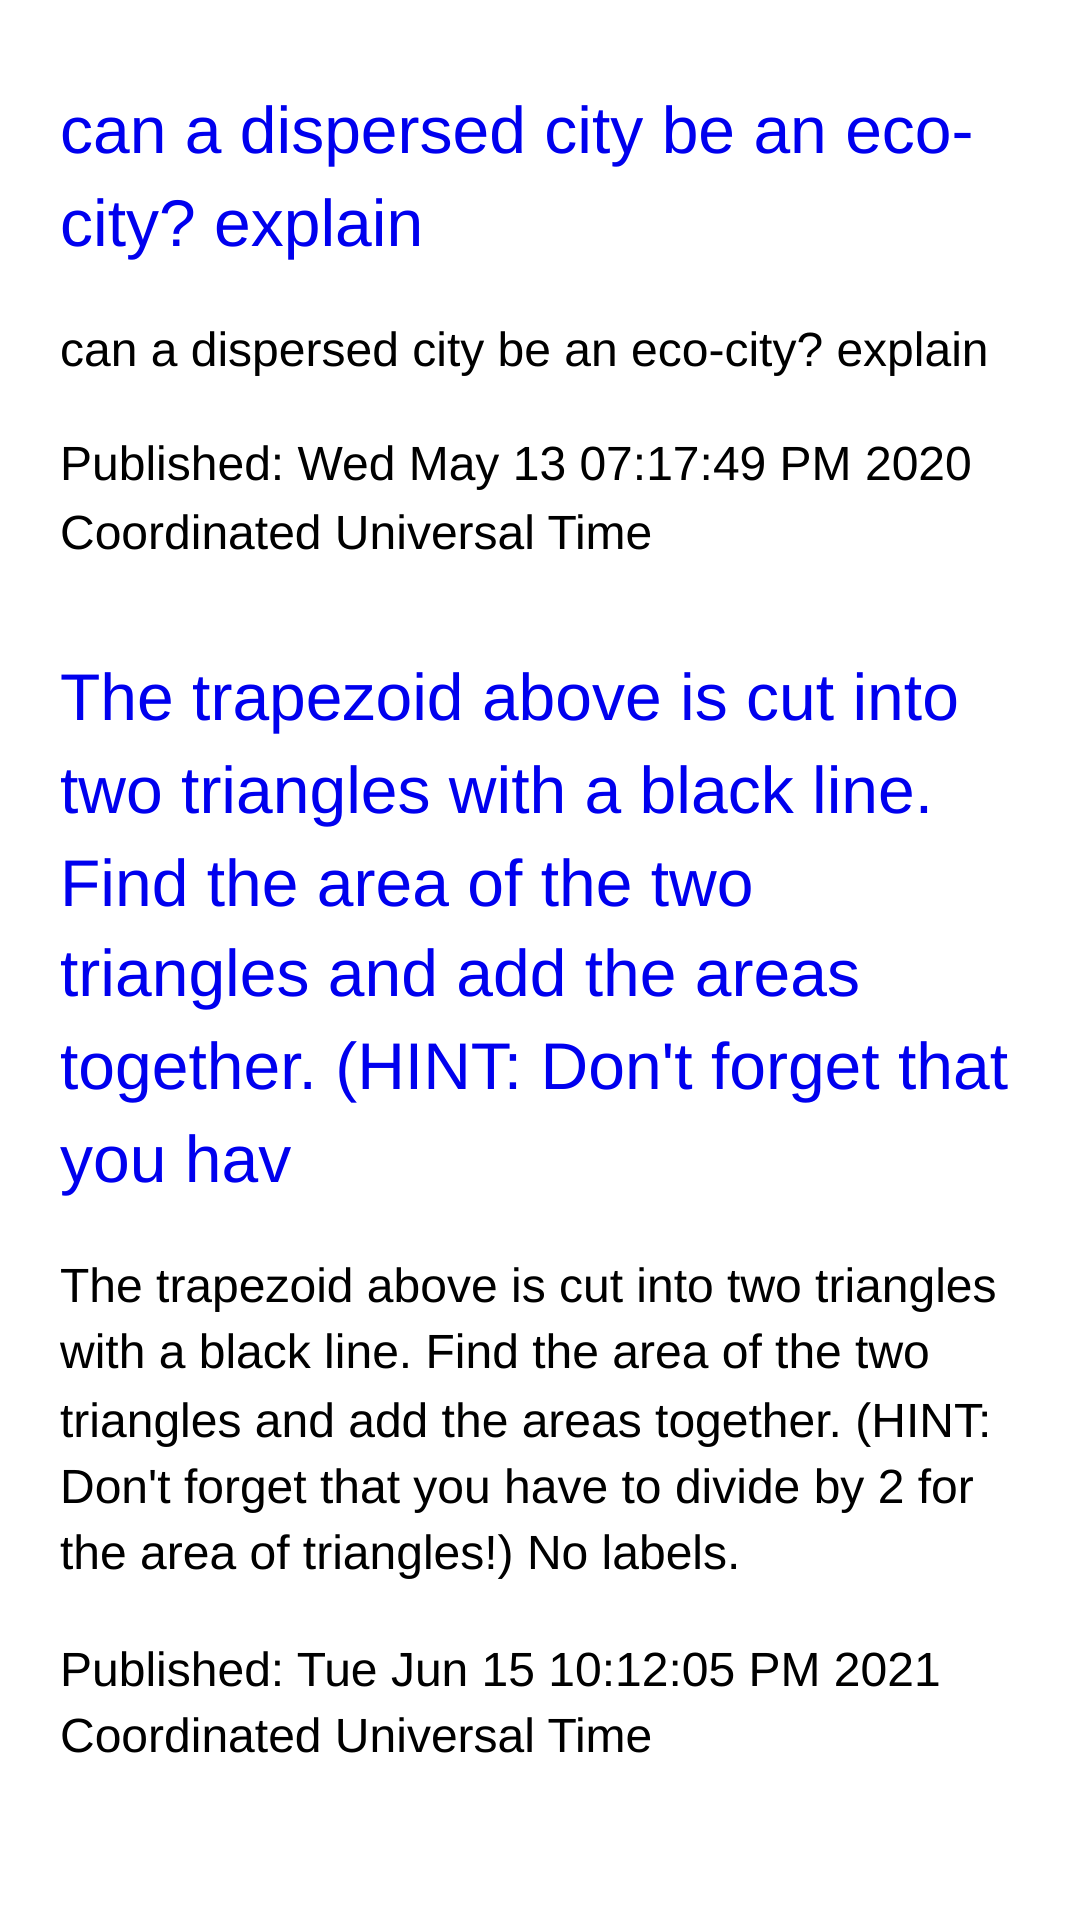 can a dispersed city be an eco-
city? explain
can a dispersed city be an eco-city? explain
Published: Wed May 13 07:17:49 PM 2020
Coordinated Universal Time
The trapezoid above is cut into
two triangles with a black line.
Find the area of the two
triangles and add the areas
together. (HINT: Don't forget that
you hav
The trapezoid above is cut into two triangles
with a black line. Find the area of the two
triangles and add the areas together. (HINT:
Don't forget that you have to divide by 2 for
the area of triangles!) No labels.
Published: Tue Jun 15 10:12:05 PM 2021
Coordinated Universal Time